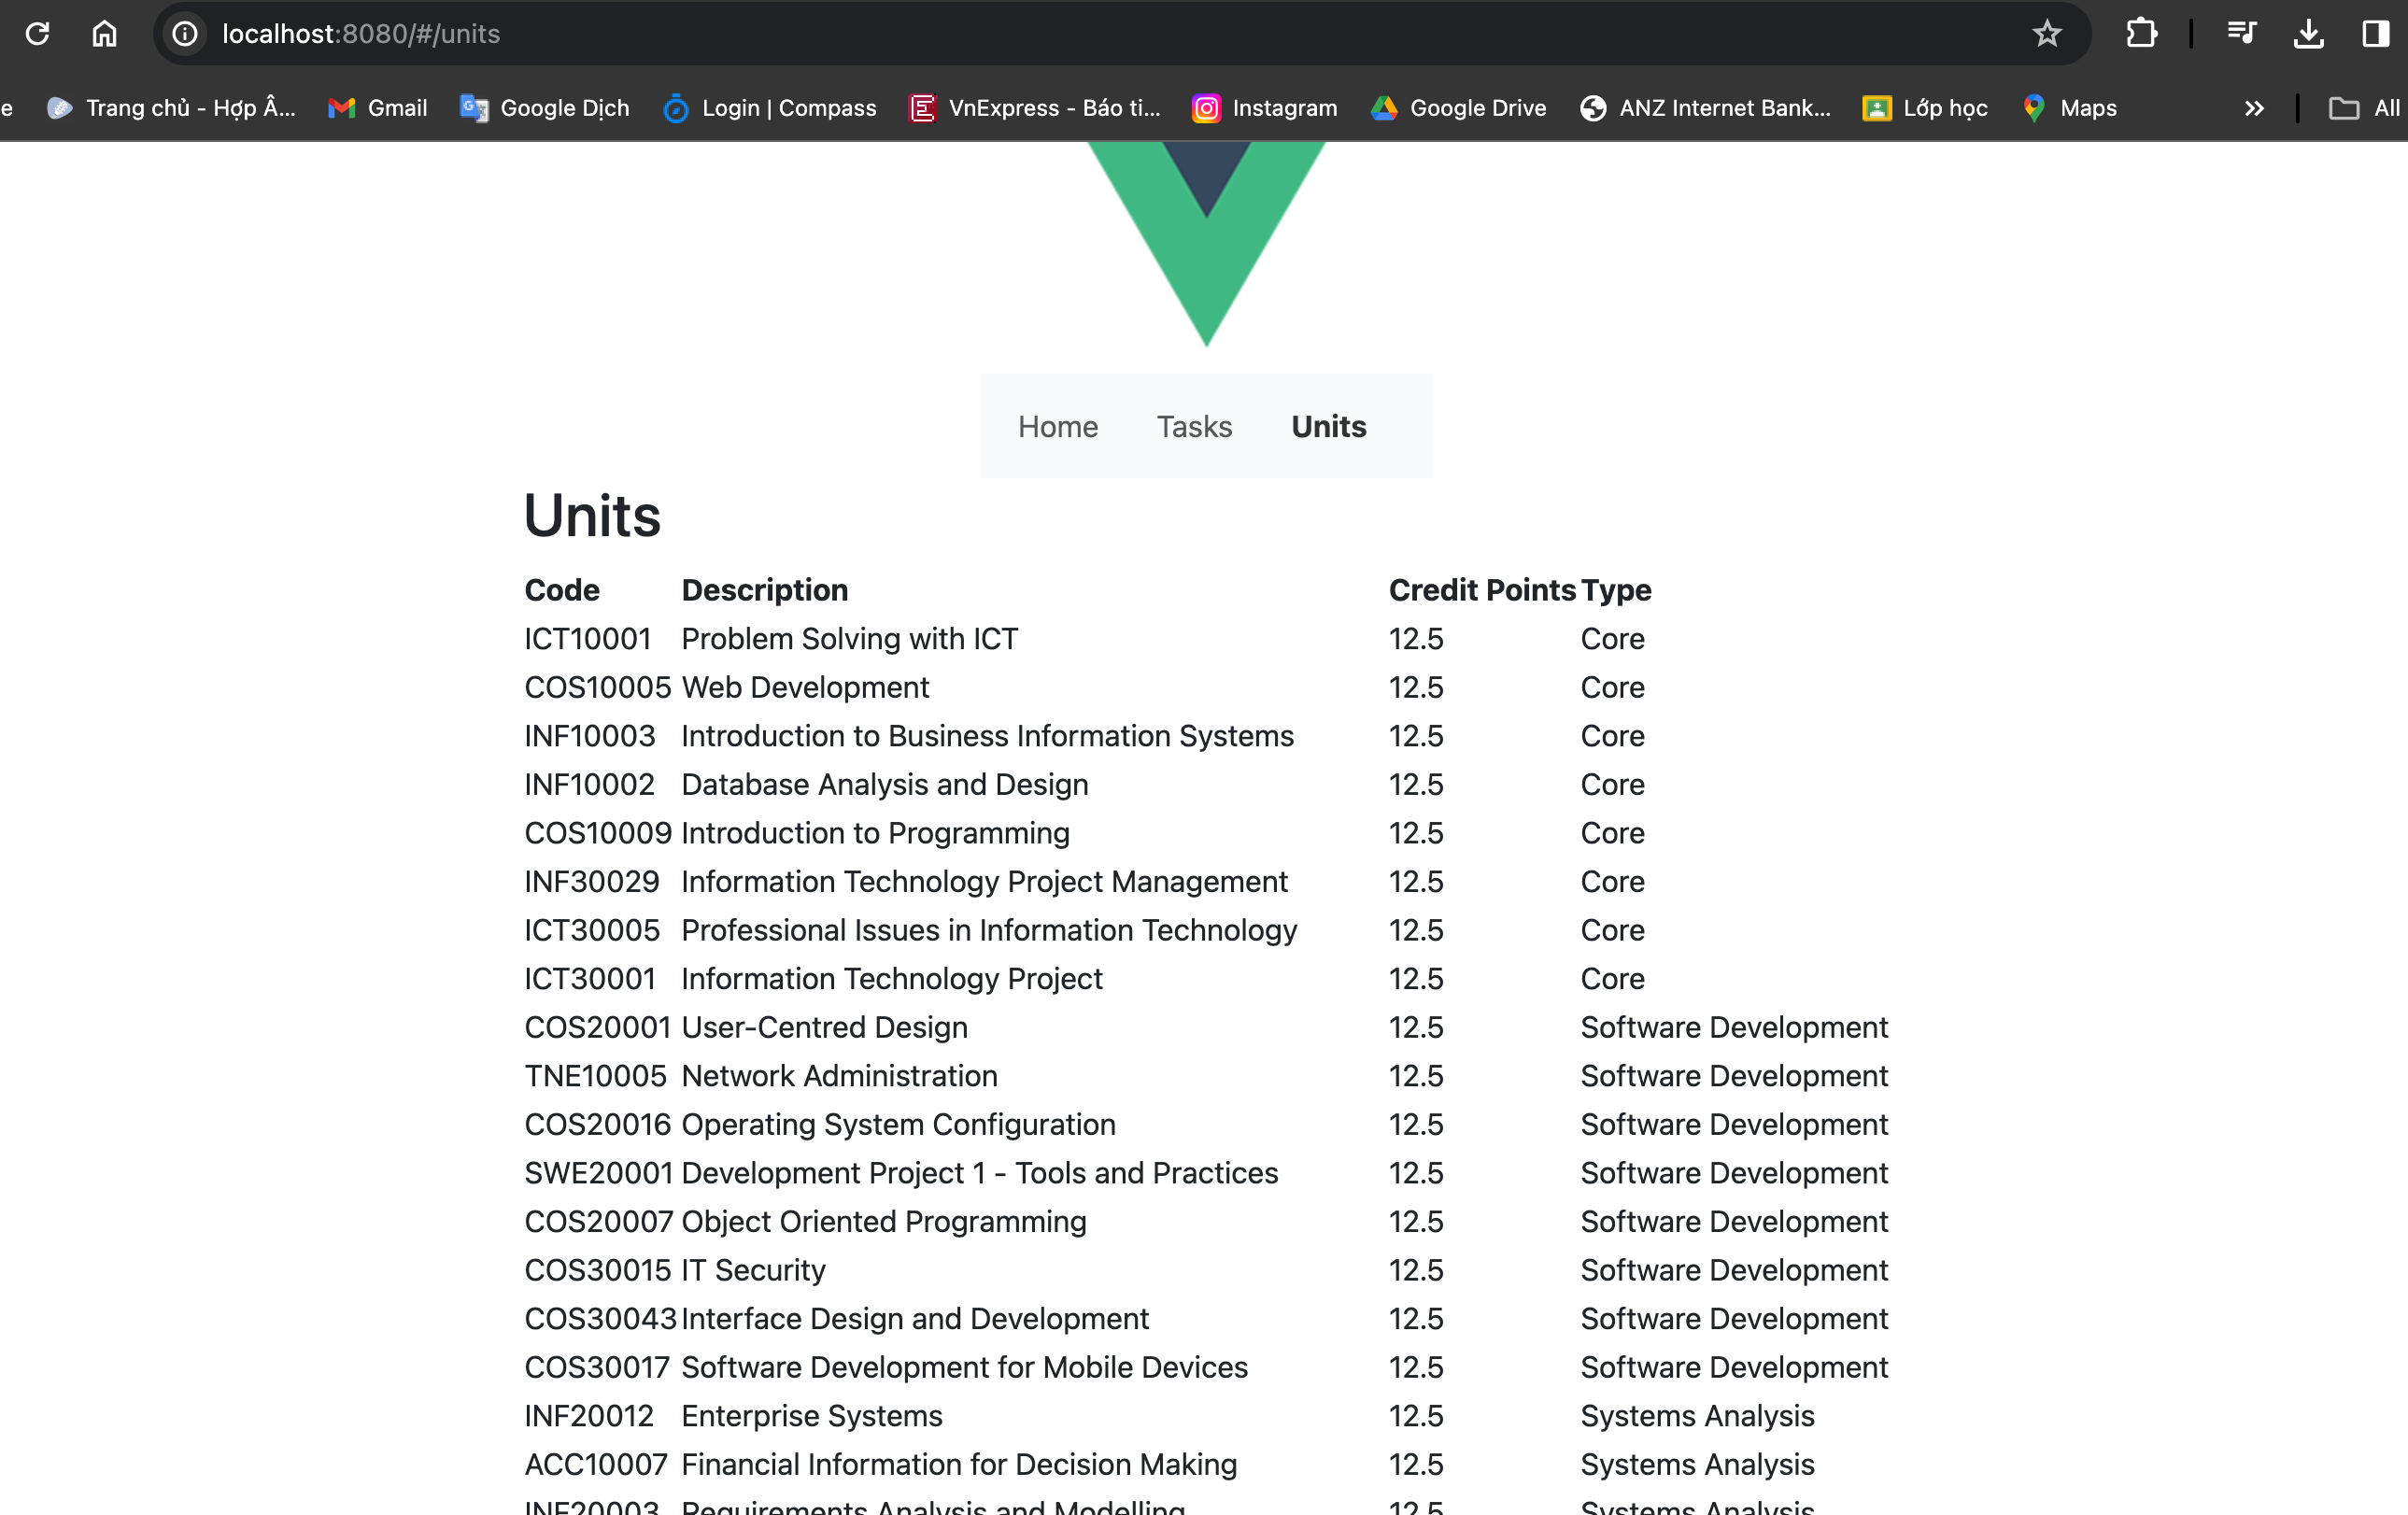 localhost:8080/#/units
e Trang chủ - Hợp Â... Gmail Google Dịch Login | Compass VnExpress - Báo ti... Instagram Google Drive ANZ Internet Bank... Lớp học Maps » All
Home Tasks Units
Units
Code Description Credit Points Type
ICT10001 Problem Solving with ICT 12.5 Core
COS10005 Web Development 12.5 Core
INF10003 Introduction to Business Information Systems 12.5 Core
INF10002 Database Analysis and Design 12.5 Core
COS10009 Introduction to Programming 12.5 Core
INF30029 Information Technology Project Management 12.5 Core
ICT30005 Professional Issues in Information Technology 12.5 Core
ICT30001 Information Technology Project 12.5 Core
COS20001 User-Centred Design 12.5 Software Development
TNE10005 Network Administration 12.5 Software Development
COS20016 Operating System Configuration 12.5 Software Development
SWE20001 Development Project 1 - Tools and Practices 12.5 Software Development
COS20007 Object Oriented Programming 12.5 Software Development
COS30015 IT Security 12.5 Software Development
COS30043 Interface Design and Development 12.5 Software Development
COS30017 Software Development for Mobile Devices 12.5 Software Development
INF20012 Enterprise Systems 12.5 Systems Analysis
ACC10007 Financial Information for Decision Making 12.5 Systems Analysis
INF20003 Requirements Analysis and Modelling 12.5 Systems Analysis